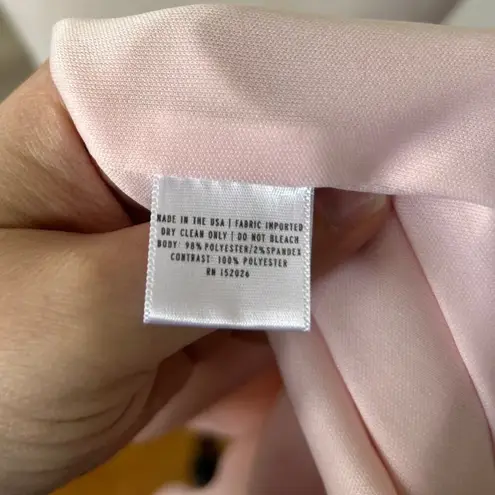 MADE IN THE USA | FABRIC IMPORTED
DRY CLEAN ONLY | DO NOT BLEACH
BODY: 98% POLYESTER/2%SPANDEX
CONTRAST: 100% POLYESTER
RN 152026